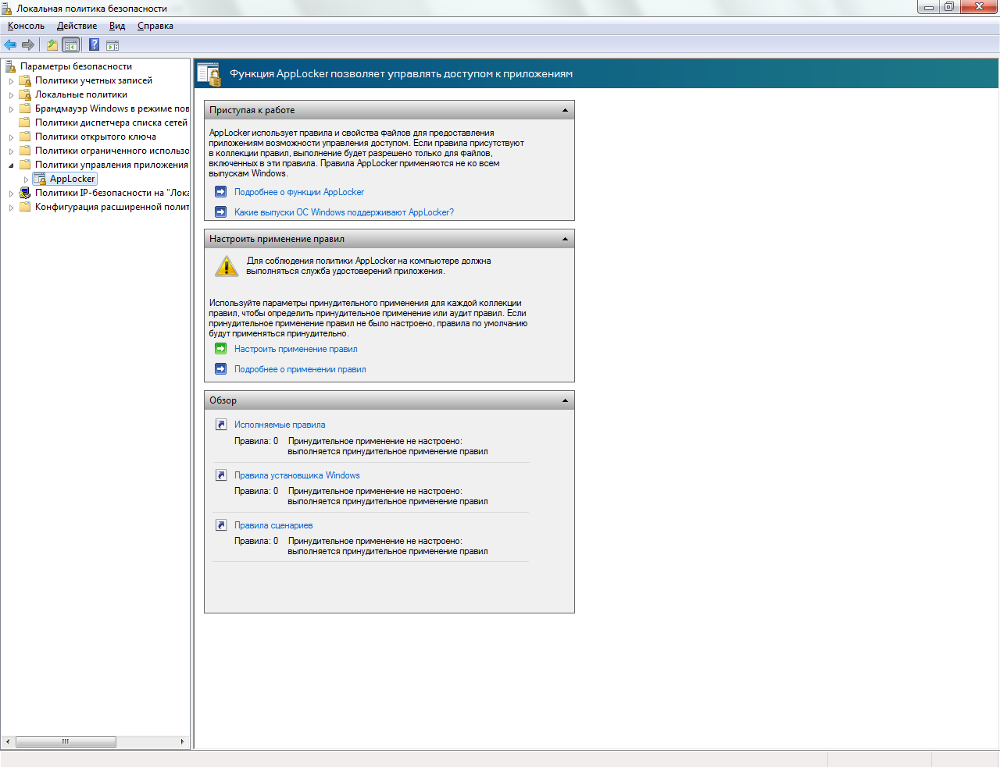 Локальная политика безопасности
Консоль Действие Вид Справка
Параметры безопасности
Политики учетных записей
Локальные политики
Брандмауэр Windows в режиме пов
Политики диспетчера списка сетей
Политики открытого ключа
Политики ограниченного использо
Политики управления приложения
AppLocker
Политики IP-безопасности на "Лока
Конфигурация расширенной полит
Функция AppLocker позволяет управлять доступом к приложениям
Приступая к работе
AppLocker использует правила и свойства файлов для предоставления
приложениям возможности управления доступом. Если правила присутствуют
в коллекции правил, выполнение будет разрешено только для файлов,
включенных в эти правила. Правила AppLocker применяются не ко всем
выпускам Windows.
Подробнее о функции AppLocker
Какие выпуски ОС Windows поддерживают AppLocker?
Настроить применение правил
Для соблюдения политики AppLocker на компьютере должна
выполняться служба удостоверений приложения.
Используйте параметры принудительного применения для каждой коллекции
правил, чтобы определить принудительное применение или аудит правил. Если
принудительное применение правил не было настроено, правила по умолчанию
будут применяться принудительно.
Настроить применение правил
Подробнее о применении правил
Обзор
Исполняемые правила
Правила: 0 Принудительное применение не настроено:
выполняется принудительное применение правил
Правила установщика Windows
Правила: 0 Принудительное применение не настроено:
выполняется принудительное применение правил
Правила сценариев
Правила: 0 Принудительное применение не настроено:
выполняется принудительное применение правил